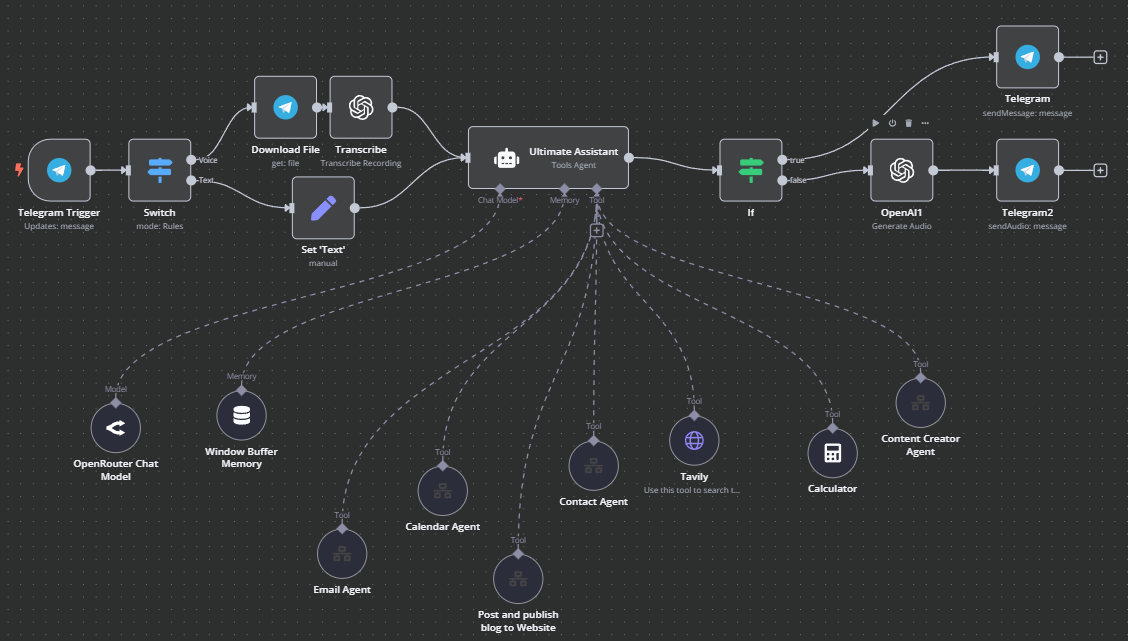 Telegram
sendMessage: message
Voice
Text
Download File
get: file
Transcribe
Transcribe Recording
Ultimate Assistant
Tools Agent
true
false
Telegram Trigger
Updates: message
Switch
mode: Rules
Chat Model*
Memory
Tool
If
OpenAI1
Generate Audio
Telegram2
sendAudio: message
Set 'Text'
manual
Model
OpenRouter Chat
Model
Memory
Window Buffer
Memory
Tool
Email Agent
Tool
Calendar Agent
Tool
Post and publish
blog to Website
Tool
Contact Agent
Tool
Tavily
Use this tool to search t...
Tool
Calculator
Tool
Content Creator
Agent